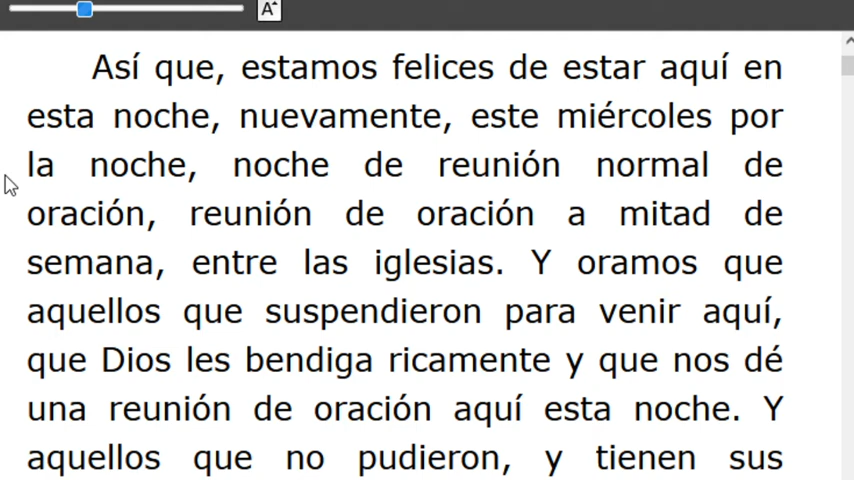 A
Así que, estamos felices de estar aquí en
esta noche, nuevamente, este miércoles por
la noche, noche de reunión normal de
oración, reunión de oración a mitad de
semana, entre las iglesias. Y oramos que
aquellos que suspendieron para venir aquí,
que Dios les bendiga ricamente y que nos dé
una reunión de oración aquí esta noche. Y
aquellos que no pudieron, y tienen sus